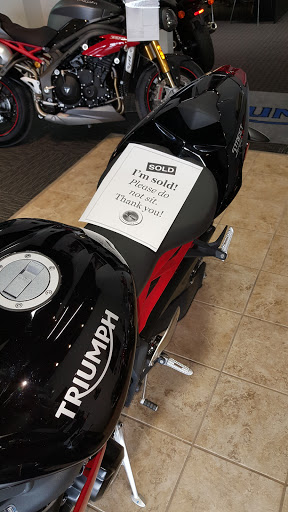 SOLD
I'm sold!
Please do
not sit.
Thank you!
TRIUMPH